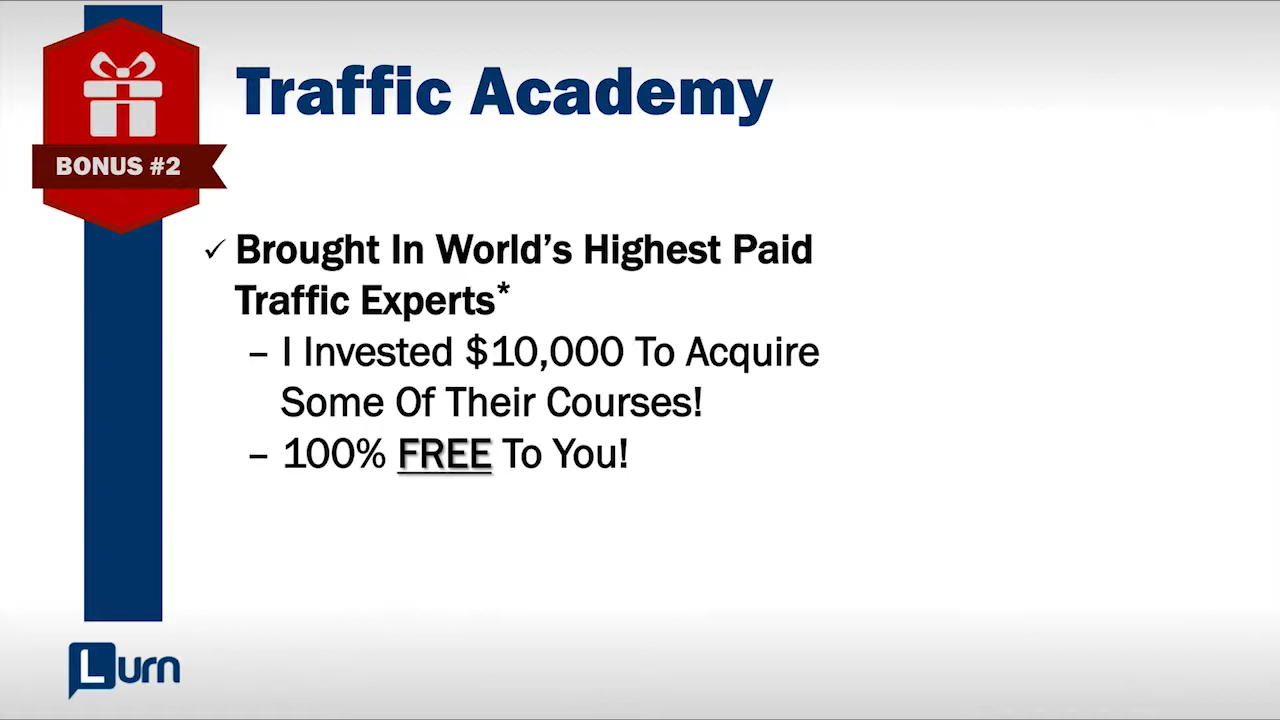 Traffic Academy
BONUS #2
✓ Brought In World's Highest Paid
Traffic Experts*
– I Invested $10,000 To Acquire
Some Of Their Courses!
– 100% FREE To You!
Lurn